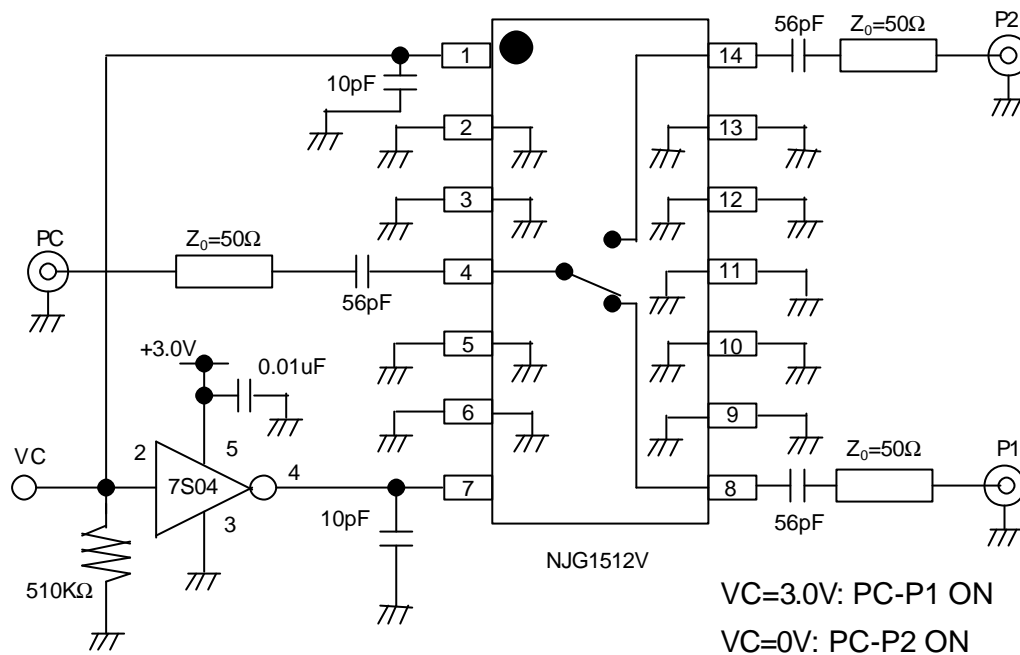 56pF
Z₀=50Ω
P2
1
14
10pF
2
13
3
12
PC
Z₀=50Ω
4
11
56pF
5
10
+3.0V
0.01uF
6
9
Z₀=50Ω
P1
VC
2
5
4
7S04
7
8
3
10pF
56pF
510KΩ
NJG1512V
VC=3.0V: PC-P1 ON
VC=0V: PC-P2 ON